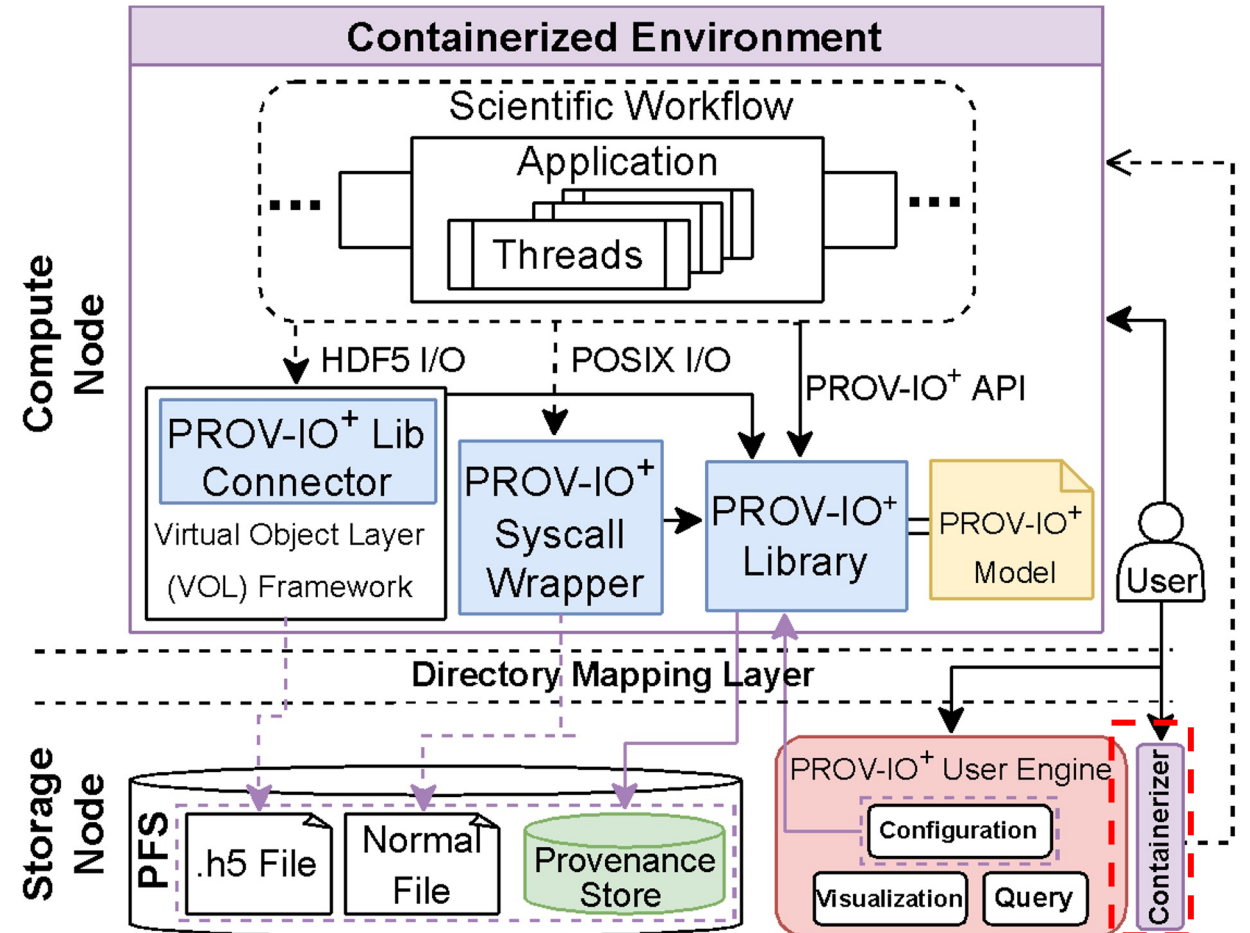 Containerized Environment
Scientific Workflow
Application
Threads
...
...
Compute
Node
HDF5 I/O
POSIX I/O
PROV-IO⁺ API
PROV-IO⁺ Lib
Connector
Virtual Object Layer
(VOL) Framework
PROV-IO⁺
Syscall
Wrapper
PROV-IO⁺
Library
PROV-IO⁺
Model
User
Directory Mapping Layer
Storage
Node
PFS
.h5 File
Normal
File
Provenance
Store
PROV-IO⁺ User Engine
Configuration
Visualization
Query
Containerizer